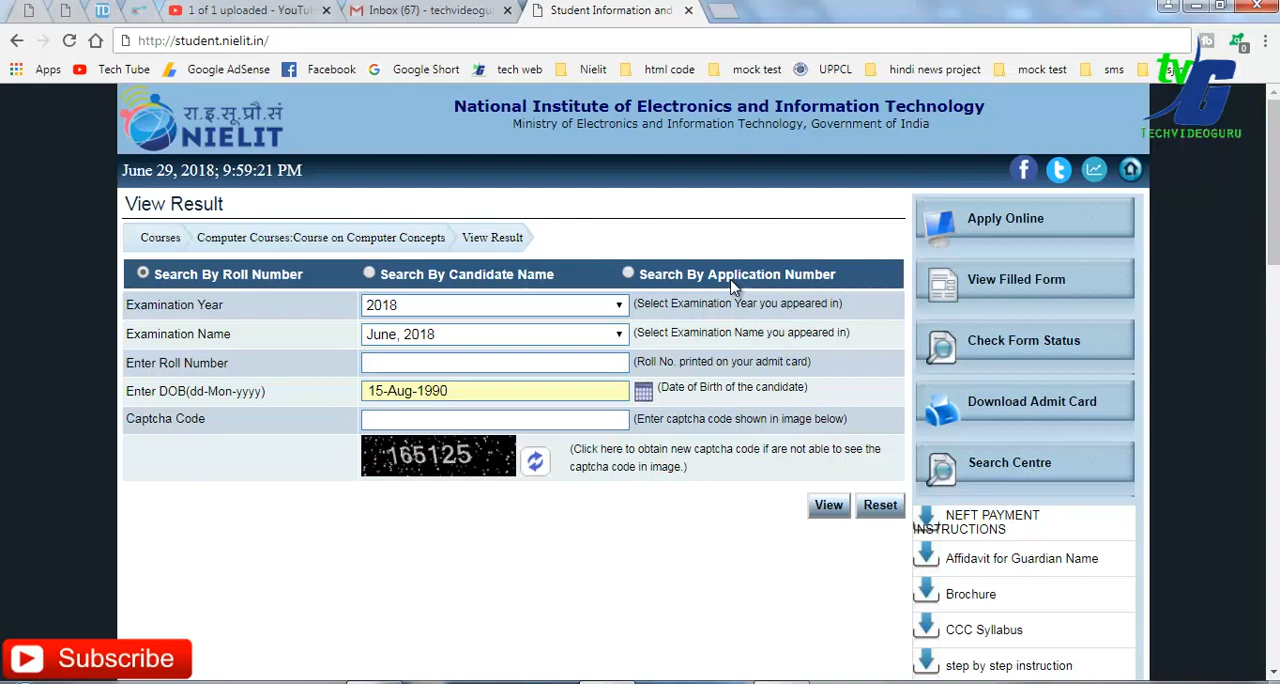 TD
1 of 1 uploaded - YouTu
Inbox (67) - techvideogu
Student Information and
http://student.nielit.in/
Apps
Tech Tube
Google AdSense
Facebook
Google Short
tech web
Nielit
html code
mock test
UPPCL
hindi news project
mock test
sms
tv G
TECHVIDEOGURU
रा.इ.सू.प्रौ.सं
NIELIT
National Institute of Electronics and Information Technology
Ministry of Electronics and Information Technology, Government of India
June 29, 2018; 9:59:21 PM
View Result
Courses
Computer Courses:Course on Computer Concepts
View Result
Search By Roll Number
Search By Candidate Name
Search By Application Number
Examination Year
2018
(Select Examination Year you appeared in)
Examination Name
June, 2018
(Select Examination Name you appeared in)
Enter Roll Number
(Roll No. printed on your admit card)
Enter DOB(dd-Mon-yyyy)
15-Aug-1990
(Date of Birth of the candidate)
Captcha Code
(Enter captcha code shown in image below)
165125
(Click here to obtain new captcha code if are not able to see the
captcha code in image.)
View
Reset
Apply Online
View Filled Form
Check Form Status
Download Admit Card
Search Centre
NEFT PAYMENT
INSTRUCTIONS
Affidavit for Guardian Name
Brochure
CCC Syllabus
step by step instruction
Subscribe